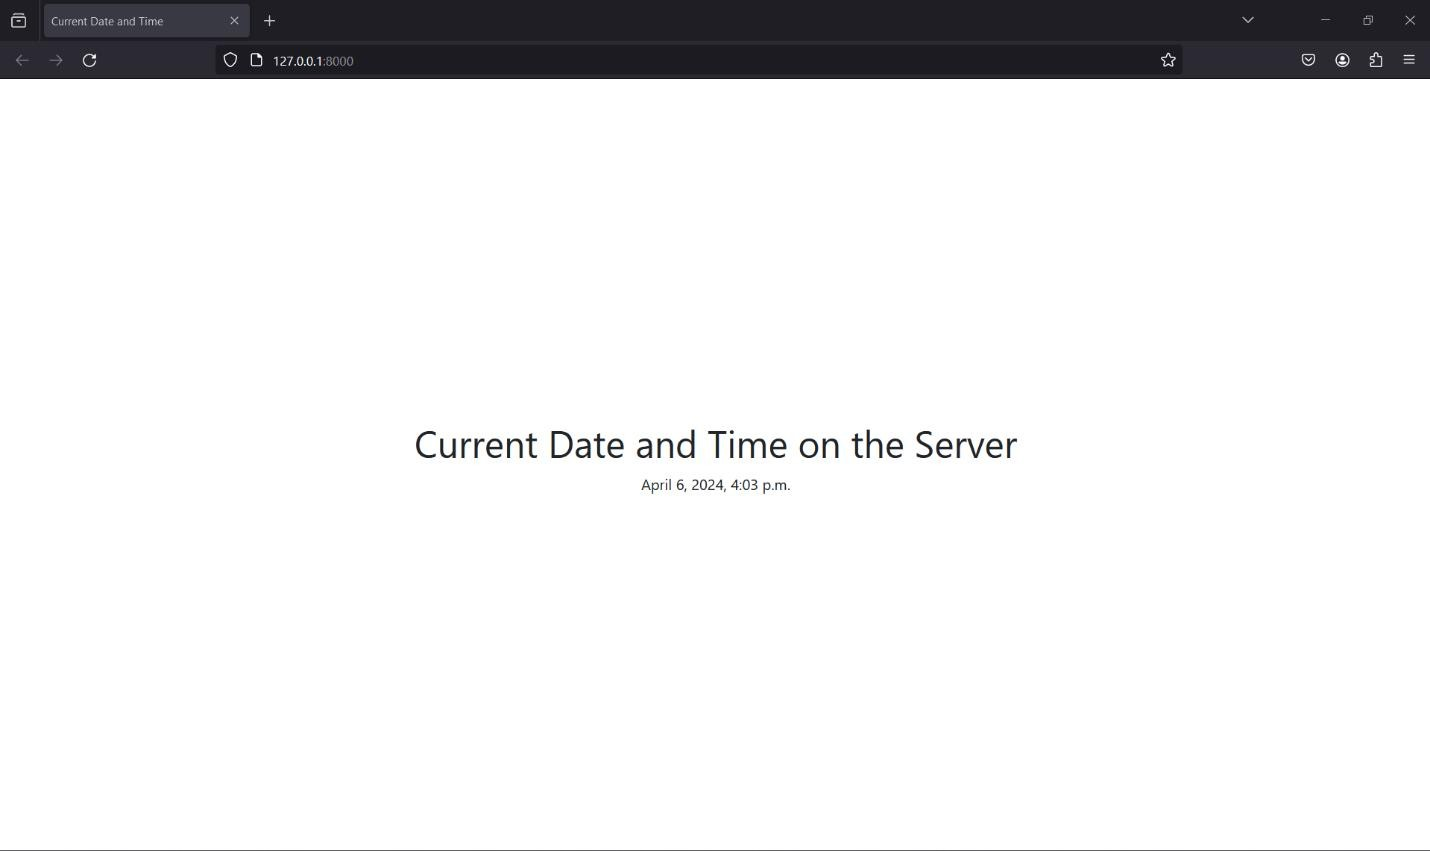 Current Date and Time
127.0.0.1:8000
Current Date and Time on the Server
April 6, 2024, 4:03 p.m.